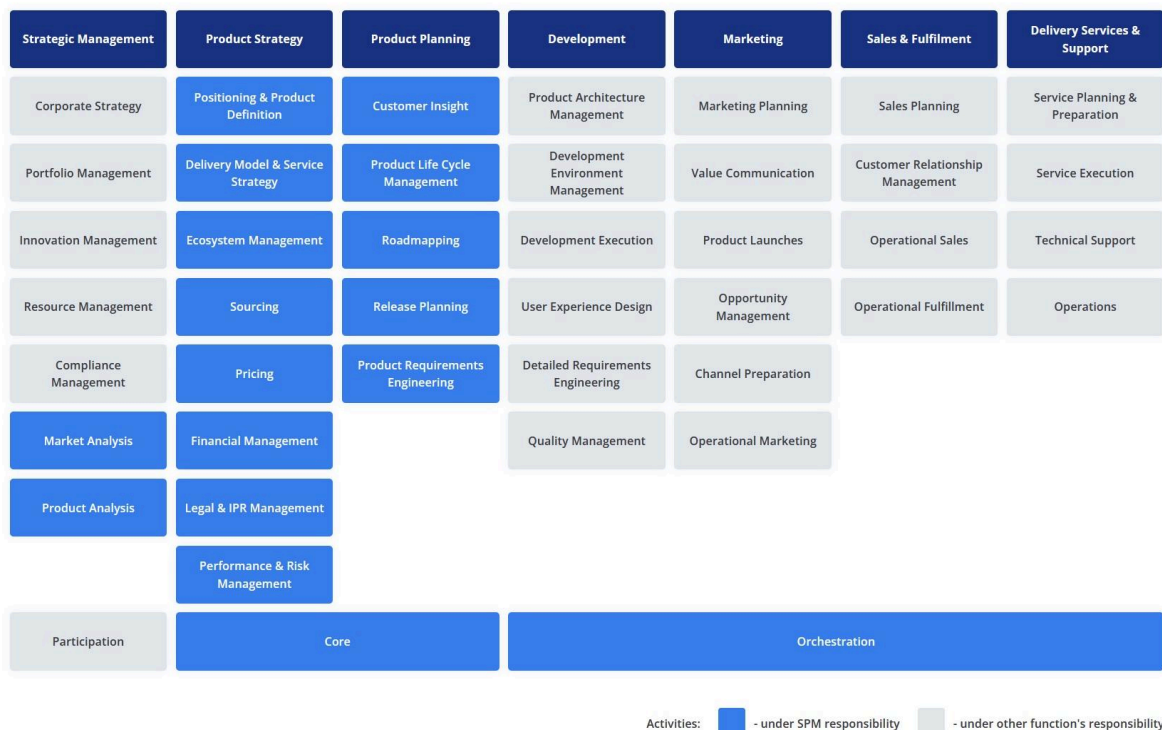 Strategic Management
Product Strategy
Product Planning
Development
Marketing
Sales & Fulfilment
Delivery Services &
Support
Corporate Strategy
Positioning & Product
Definition
Customer Insight
Product Architecture
Management
Marketing Planning
Sales Planning
Service Planning &
Preparation
Portfolio Management
Delivery Model & Service
Strategy
Product Life Cycle
Management
Development
Environment
Management
Value Communication
Customer Relationship
Management
Service Execution
Innovation Management
Ecosystem Management
Roadmapping
Development Execution
Product Launches
Operational Sales
Technical Support
Resource Management
Sourcing
Release Planning
User Experience Design
Opportunity
Management
Operational Fulfillment
Operations
Compliance
Management
Pricing
Product Requirements
Engineering
Detailed Requirements
Engineering
Channel Preparation
Market Analysis
Financial Management
Quality Management
Operational Marketing
Product Analysis
Legal & IPR Management
Performance & Risk
Management
Participation
Core
Orchestration
Activities:
- under SPM responsibility
- under other function's responsibility